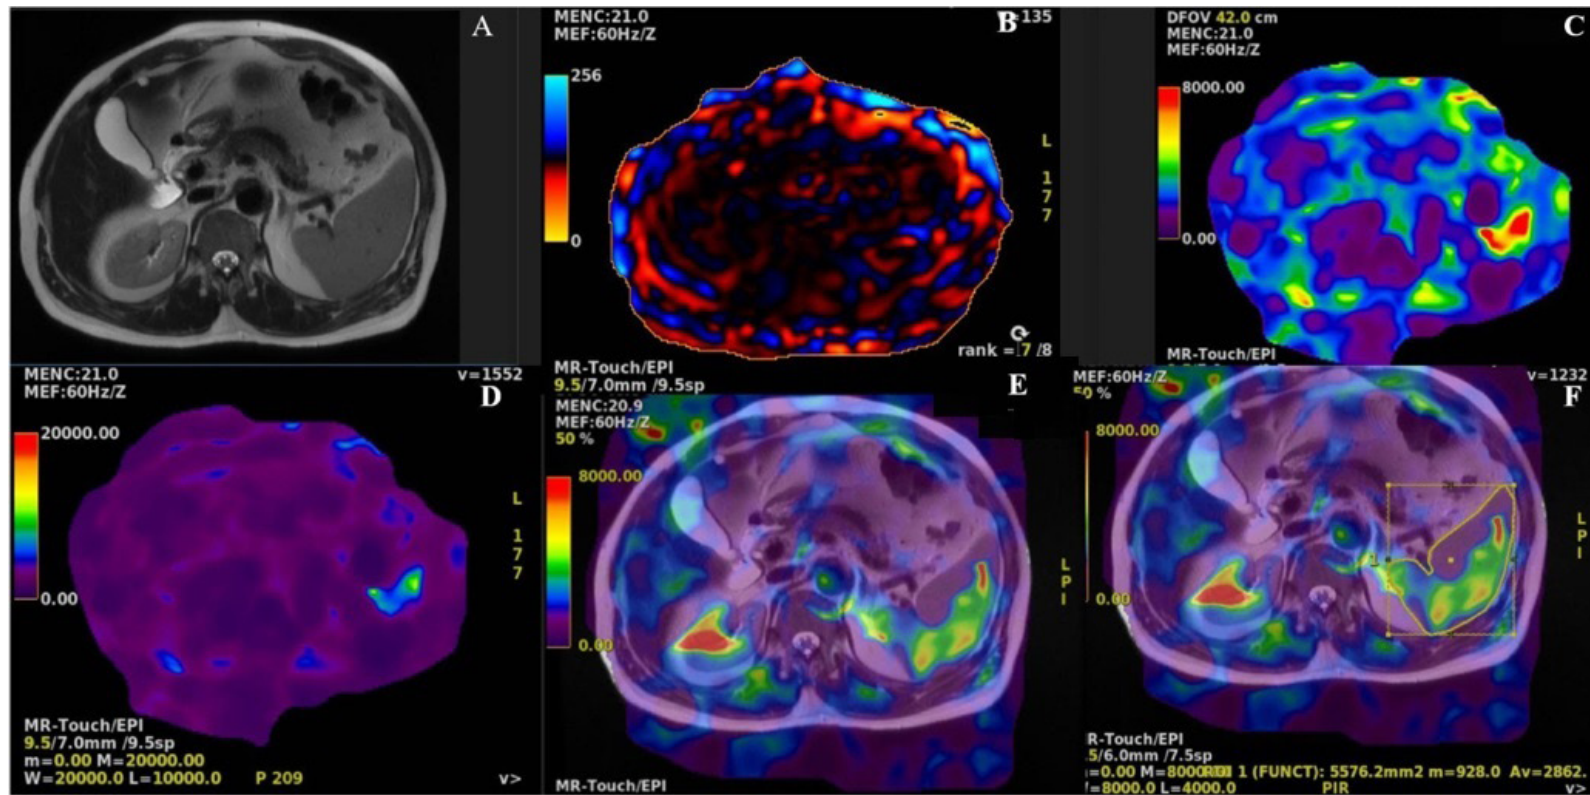 A
MENC:21.0
MEF:60Hz/Z
=135
B
256
0
L
1
7
7
rank = 7 /8
MR-Touch/EPI
9.5/7.0mm /9.5sp
DFOV 42.0 cm
MENC:21.0
MEF:60Hz/Z
C
8000.00
0.00
MR-Touch/EPI
MENC:21.0
MEF:60Hz/Z
v=1552
D
20000.00
0.00
L
1
7
7
MR-Touch/EPI
9.5/7.0mm /9.5sp
m=0.00 M=20000.00
W=20000.0 L=10000.0 P 209
v>
MENC:20.9
MEF:60Hz/Z
50 %
E
8000.00
0.00
L
P
I
MR-Touch/EPI
MEF:60Hz/Z
50 %
v=1232
F
8000.00
0.00
1
L
P
I
R-Touch/EPI
.5/6.0mm /7.5sp
=0.00 M=8000 1 (FUNCT): 5576.2mm2 m=928.0 Av=2862.
=8000.0 L=4000.0 PIR
v>